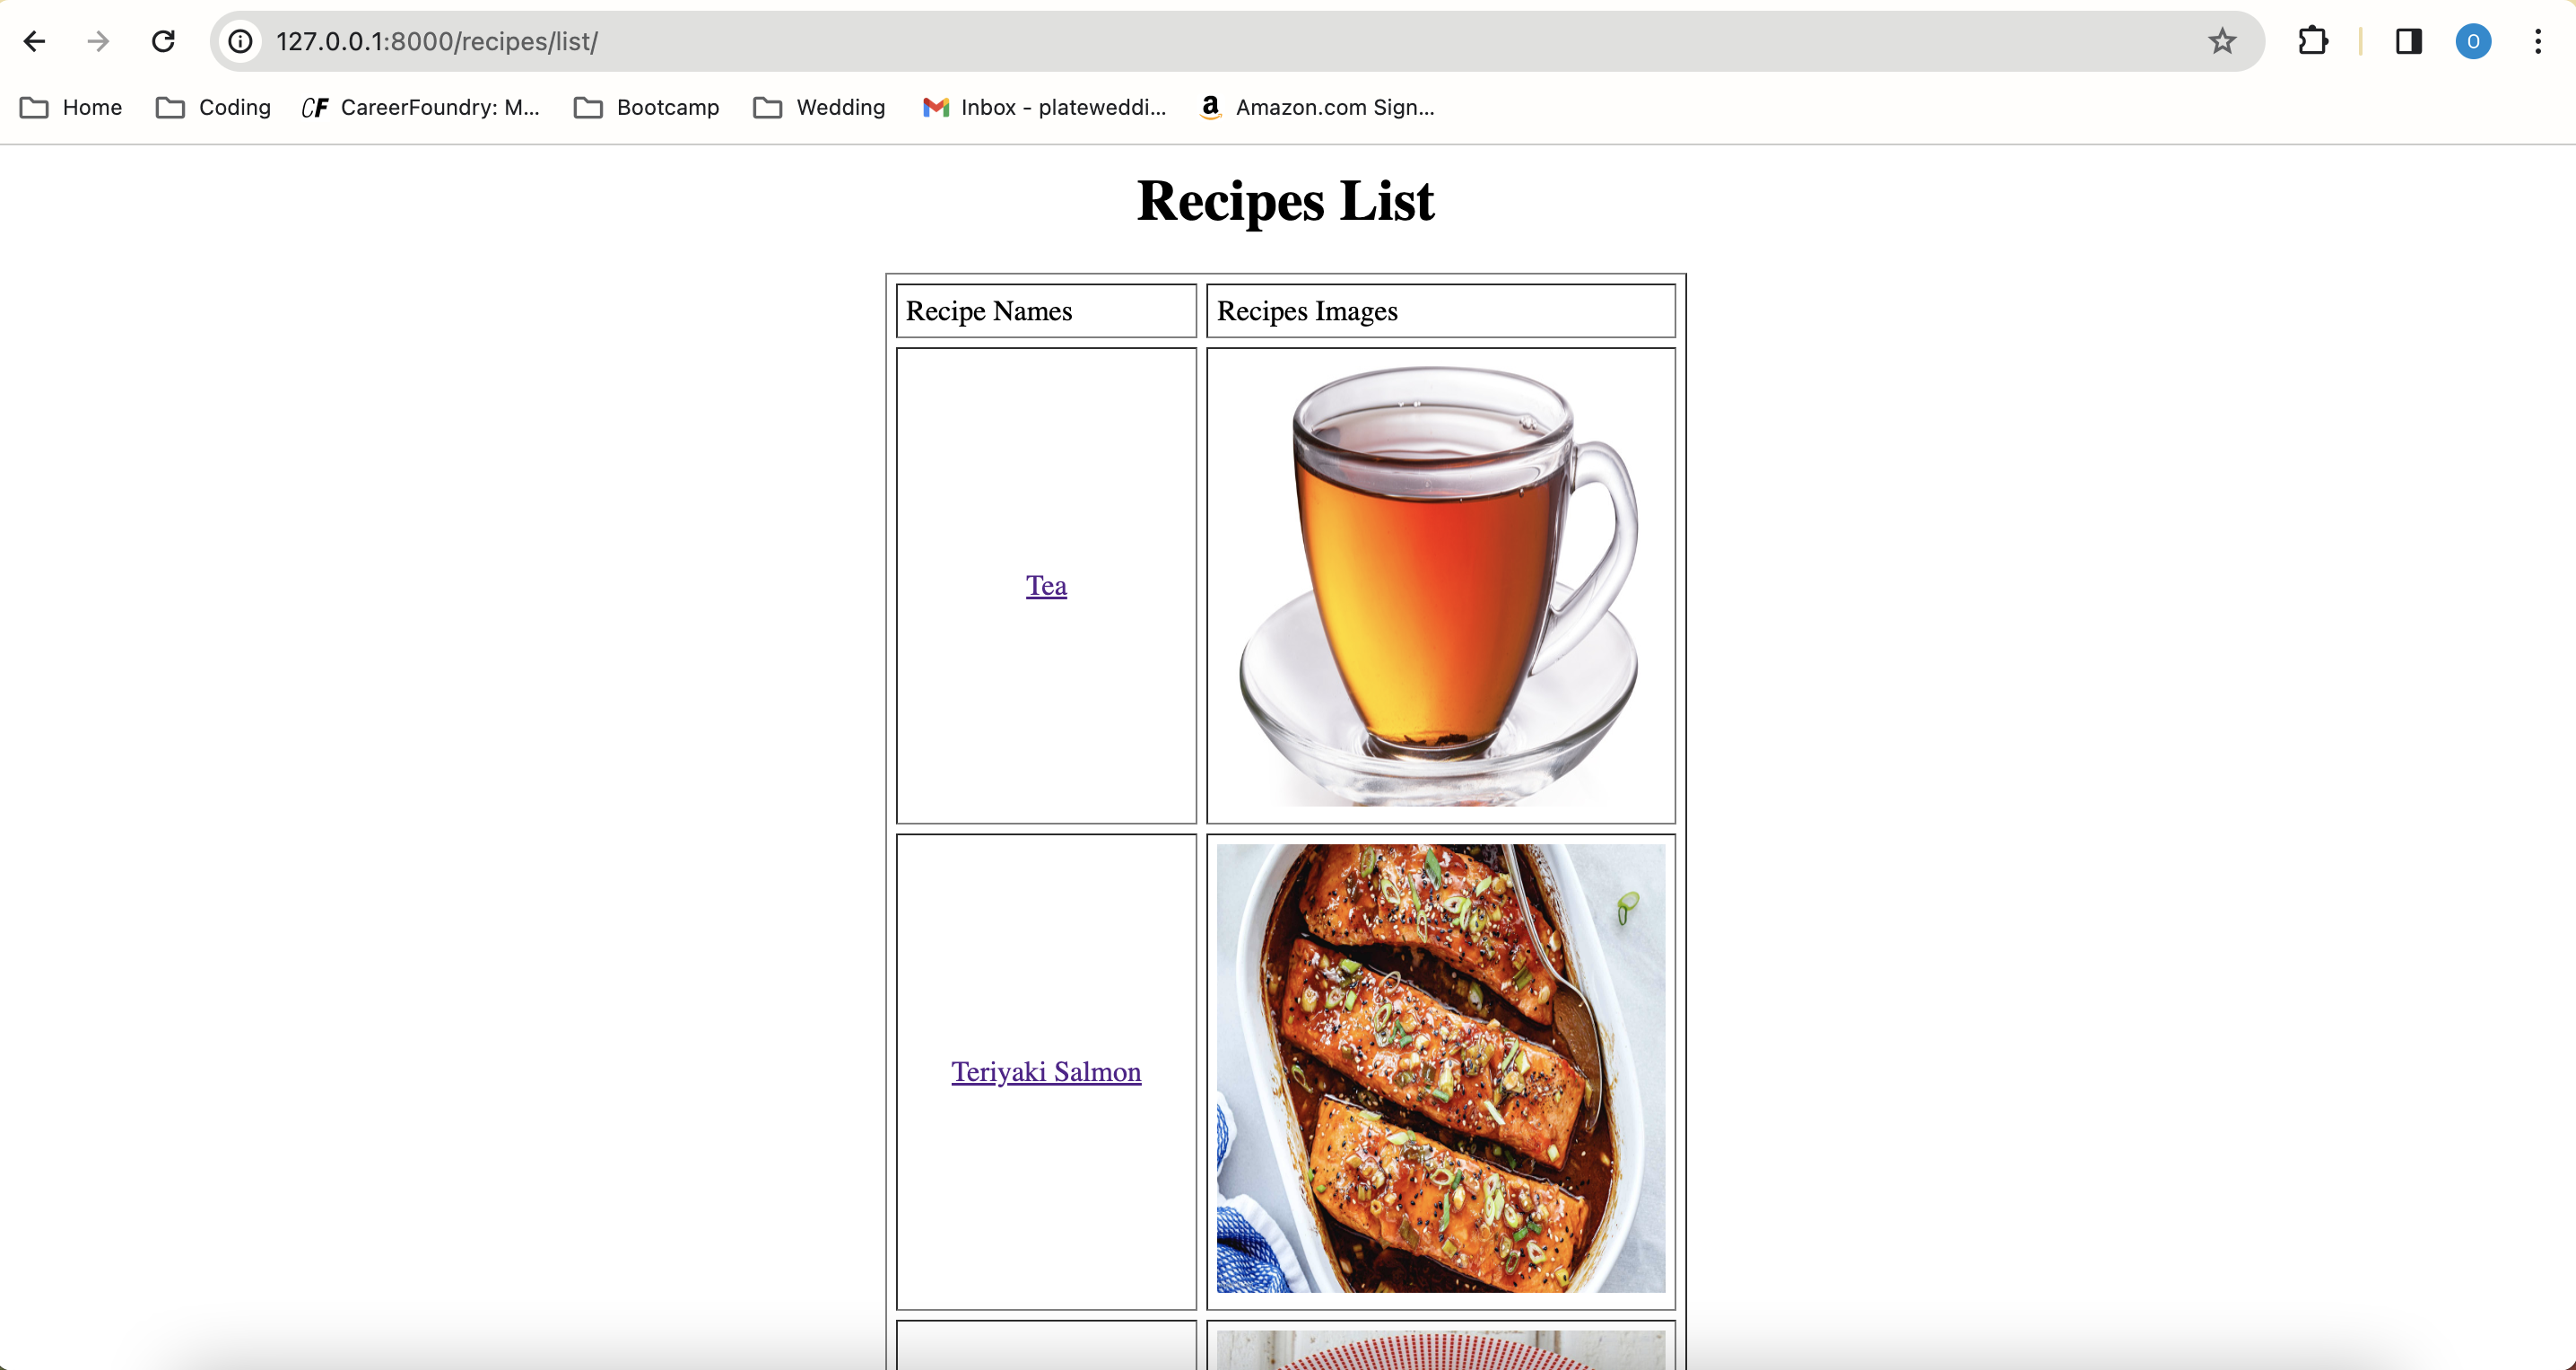 127.0.0.1:8000/recipes/list/
O
Home Coding CF CareerFoundry: M... Bootcamp Wedding Inbox - plateweddi... a Amazon.com Sign...
Recipes List
Recipe Names Recipes Images
Tea
Teriyaki Salmon